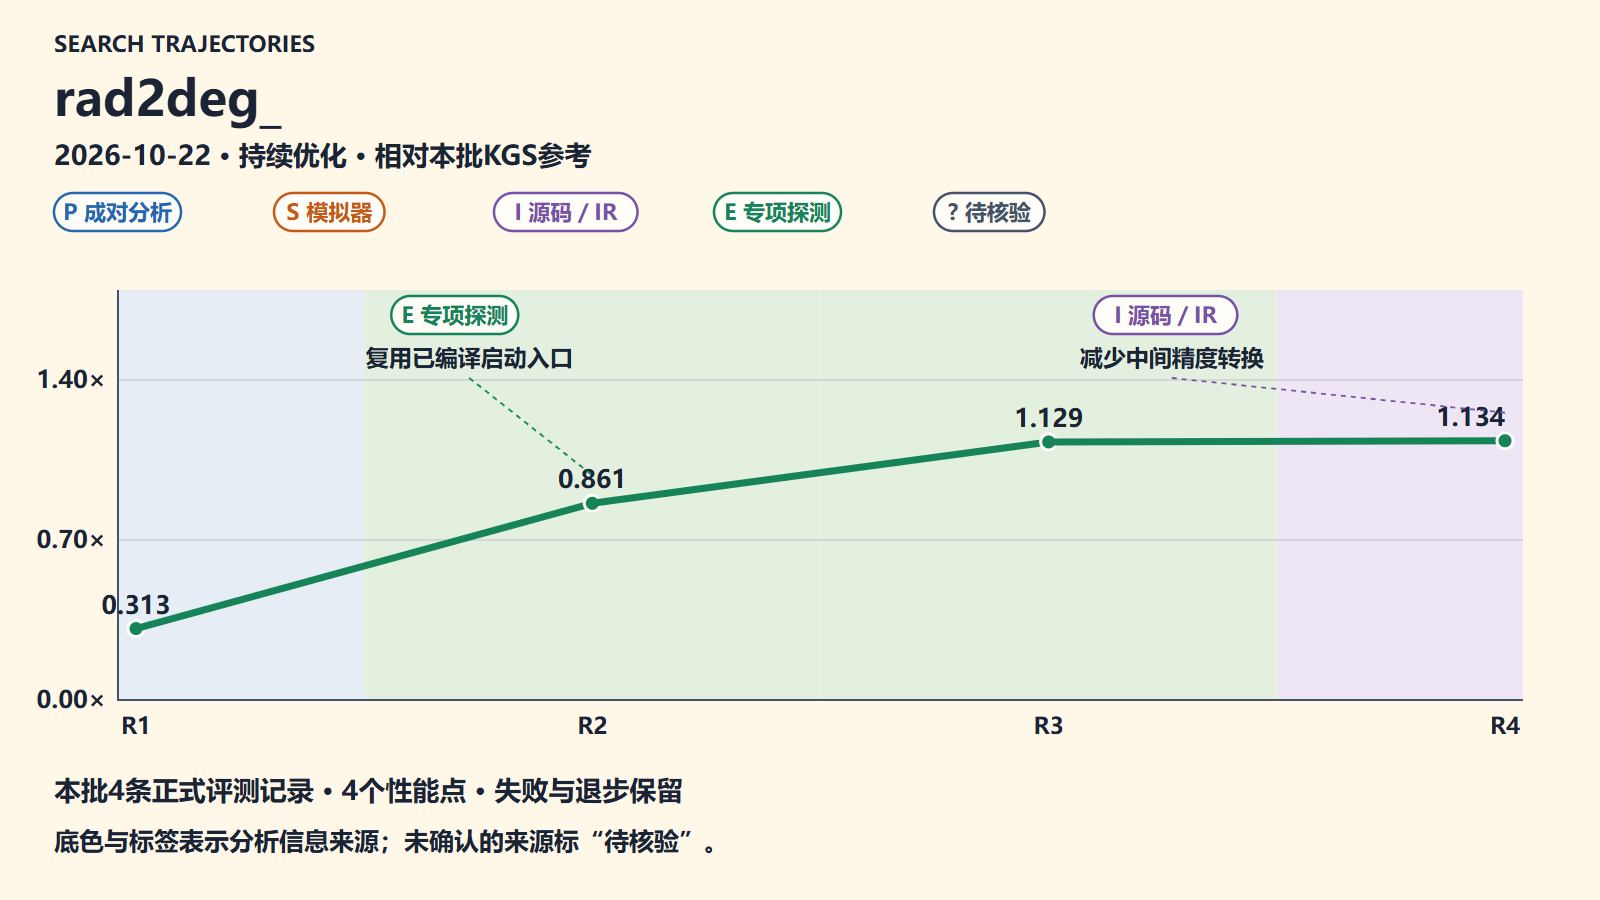 SEARCH TRAJECTORIES
rad2deg_
2026-10-22 • 持续优化 • 相对本批KGS参考
P 成对分析
S 模拟器
I 源码 / IR
E 专项探测
? 待核验
E 专项探测
复用已编译启动入口
I 源码 / IR
减少中间精度转换
1.40×
0.70×
0.00×
0.313
0.861
1.129
1.134
R1
R2
R3
R4
本批4条正式评测记录 • 4个性能点 • 失败与退步保留
底色与标签表示分析信息来源；未确认的来源标“待核验”。